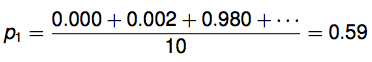 p₁ = 0.000 + 0.002 + 0.980 + ··· / 10 = 0.59